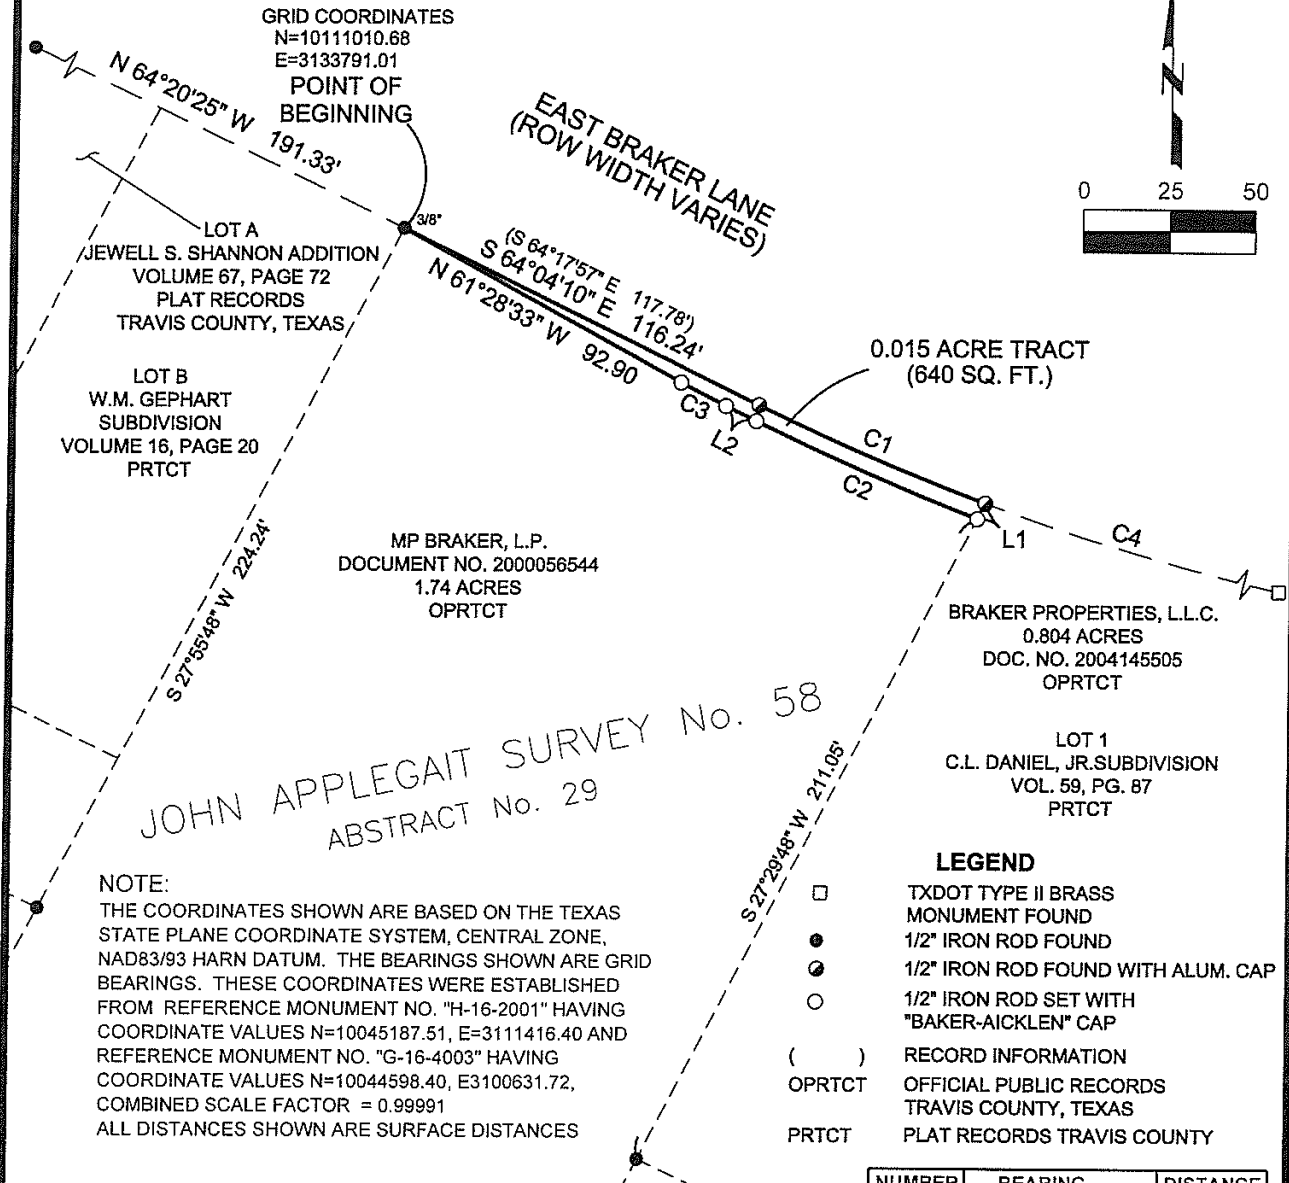 GRID COORDINATES
N=10111010.68
E=3133791.01
POINT OF
BEGINNING
N 64°20'25" W 191.33'
EAST BRAKER LANE
(ROW WIDTH VARIES)
N
0 25 50
3/8"
(S 64°17'57" E 117.78')
S 64°04'10" E 116.24'
N 61°28'33" W 92.90
LOT A
JEWELL S. SHANNON ADDITION
VOLUME 67, PAGE 72
PLAT RECORDS
TRAVIS COUNTY, TEXAS
0.015 ACRE TRACT
(640 SQ. FT.)
LOT B
W.M. GEPHART
SUBDIVISION
VOLUME 16, PAGE 20
PRTCT
C3
L2
C1
C2
L1
C4
S 27°55'48" W 224.24'
MP BRAKER, L.P.
DOCUMENT NO. 2000056544
1.74 ACRES
OPRTCT
BRAKER PROPERTIES, L.L.C.
0.804 ACRES
DOC. NO. 2004145505
OPRTCT
LOT 1
C.L. DANIEL, JR.SUBDIVISION
VOL. 59, PG. 87
PRTCT
JOHN APPLEGAIT SURVEY No. 58
ABSTRACT No. 29
S 27°29'48" W 211.05'
NOTE:
THE COORDINATES SHOWN ARE BASED ON THE TEXAS
STATE PLANE COORDINATE SYSTEM, CENTRAL ZONE,
NAD83/93 HARN DATUM. THE BEARINGS SHOWN ARE GRID
BEARINGS. THESE COORDINATES WERE ESTABLISHED
FROM REFERENCE MONUMENT NO. "H-16-2001" HAVING
COORDINATE VALUES N=10045187.51, E=3111416.40 AND
REFERENCE MONUMENT NO. "G-16-4003" HAVING
COORDINATE VALUES N=10044598.40, E3100631.72,
COMBINED SCALE FACTOR = 0.99991
ALL DISTANCES SHOWN ARE SURFACE DISTANCES
LEGEND
TXDOT TYPE II BRASS
MONUMENT FOUND
1/2" IRON ROD FOUND
1/2" IRON ROD FOUND WITH ALUM. CAP
1/2" IRON ROD SET WITH
"BAKER-AICKLEN" CAP
( ) RECORD INFORMATION
OPRTCT OFFICIAL PUBLIC RECORDS
TRAVIS COUNTY, TEXAS
PRTCT PLAT RECORDS TRAVIS COUNTY
NUMBER BEARING DISTANCE